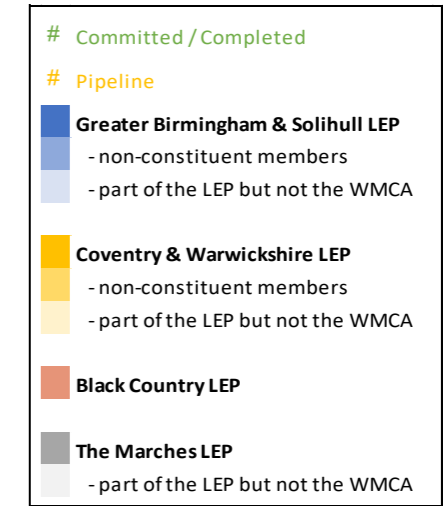 # Committed / Completed
# Pipeline
Greater Birmingham & Solihull LEP
- non-constituent members
- part of the LEP but not the WMCA
Coventry & Warwickshire LEP
- non-constituent members
- part of the LEP but not the WMCA
Black Country LEP
The Marches LEP
- part of the LEP but not the WMCA